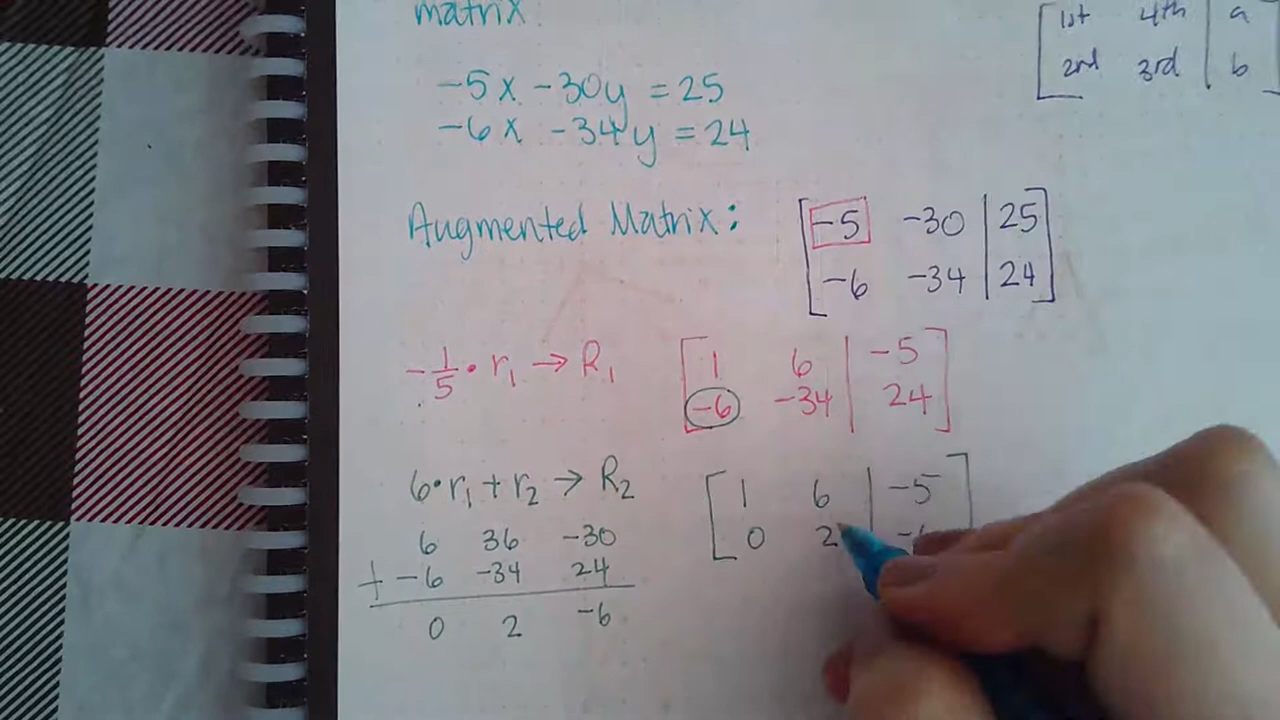 matrix.
1st 4th | a
2nd 3rd | b
-5x -30y = 25
-6x -34y = 24
Augmented Matrix:
-5 -30 | 25
-6 -34 | 24
-1/5 • r₁ → R₁
1 6 | -5
-6 -34 | 24
6•r₁ + r₂ → R₂
6 36 -30
+ -6 -34 24
0 2 -6
1 6 | -5
0 2 |